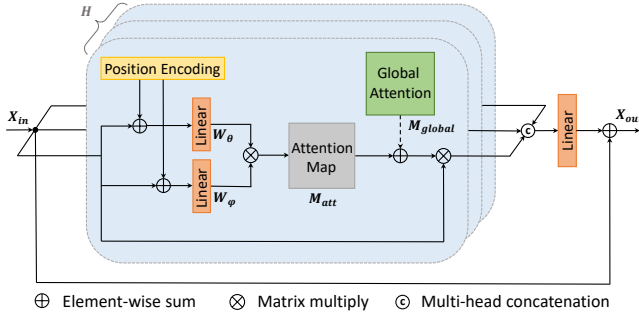 H
Position Encoding
Global
Attention
X_in
Linear
W_θ
M_global
X_ou
Attention
Map
c
Linear
Linear
W_φ
M_att
Element-wise sum
Matrix multiply
c Multi-head concatenation